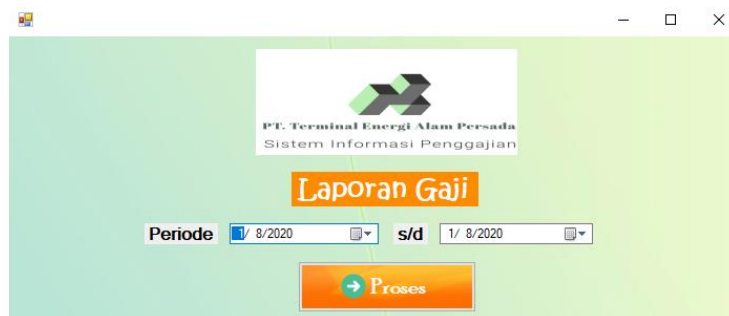 PT. Terminal Energi Alam Persada
Sistem Informasi Penggajian
Laporan Gaji
Periode 1/ 8/2020 s/d 1/ 8/2020
Proses